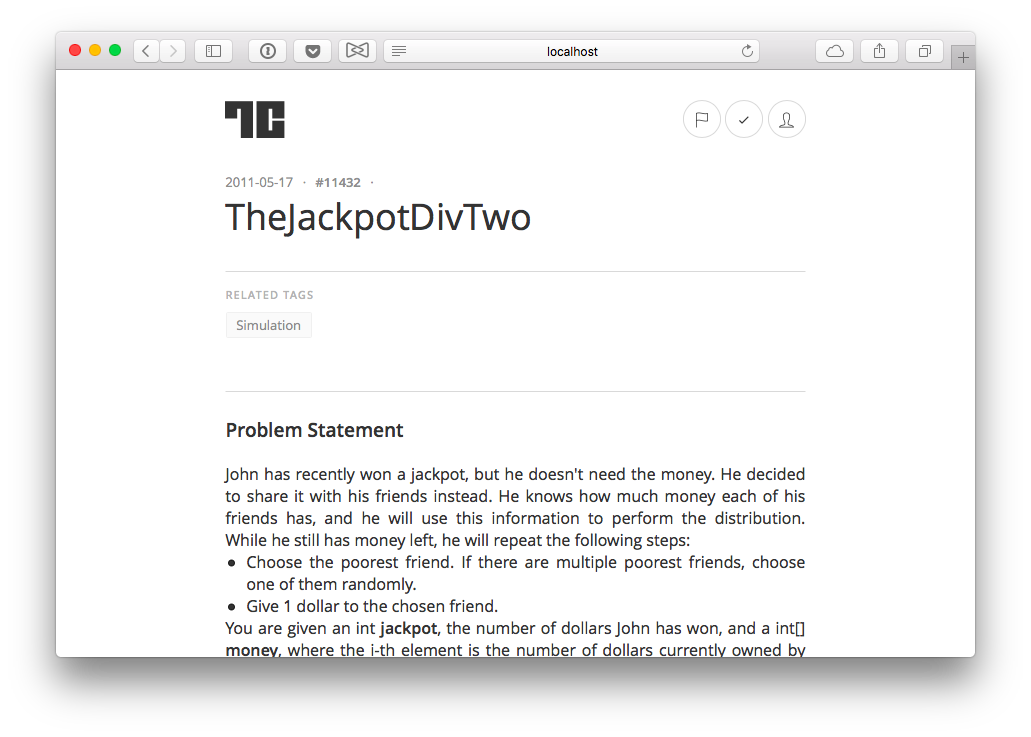 localhost
TC
2011-05-17 · #11432 ·
TheJackpotDivTwo
RELATED TAGS
Simulation
Problem Statement
John has recently won a jackpot, but he doesn't need the money. He decided
to share it with his friends instead. He knows how much money each of his
friends has, and he will use this information to perform the distribution.
While he still has money left, he will repeat the following steps:
• Choose the poorest friend. If there are multiple poorest friends, choose
one of them randomly.
• Give 1 dollar to the chosen friend.
You are given an int jackpot, the number of dollars John has won, and a int[]
money, where the i-th element is the number of dollars currently owned by